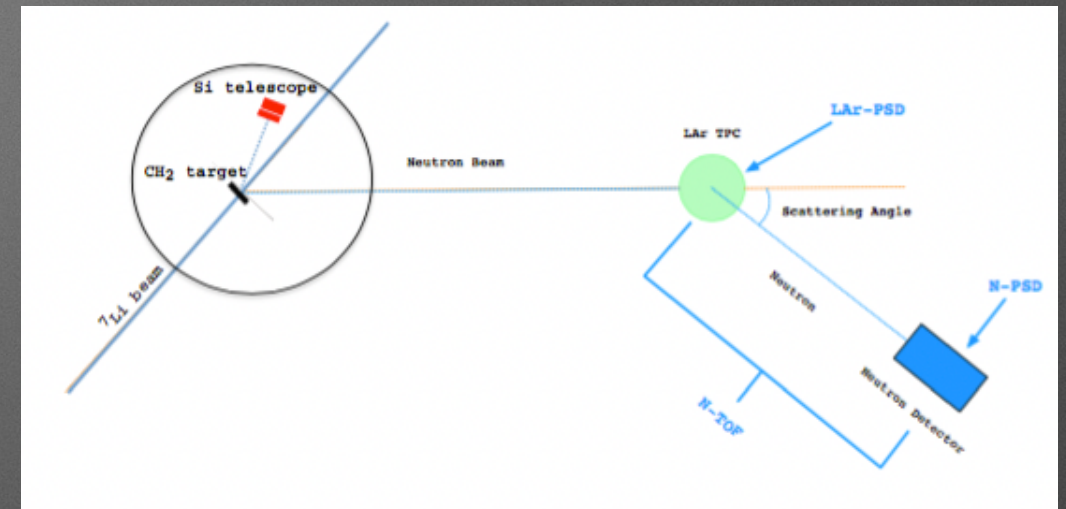 Si telescope
CH2 target
7Li beam
Neutron Beam
LAr TPC
LAr-PSD
Scattering Angle
Neutron
N-PSD
Neutron Detector
N-TOF